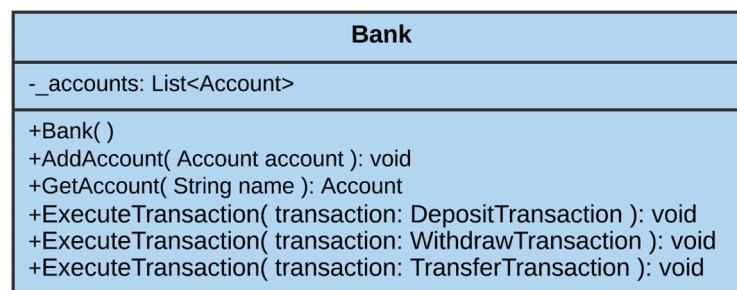 Bank
-_accounts: List<Account>
+Bank( )
+AddAccount( Account account ): void
+GetAccount( String name ): Account
+ExecuteTransaction( transaction: DepositTransaction ): void
+ExecuteTransaction( transaction: WithdrawTransaction ): void
+ExecuteTransaction( transaction: TransferTransaction ): void